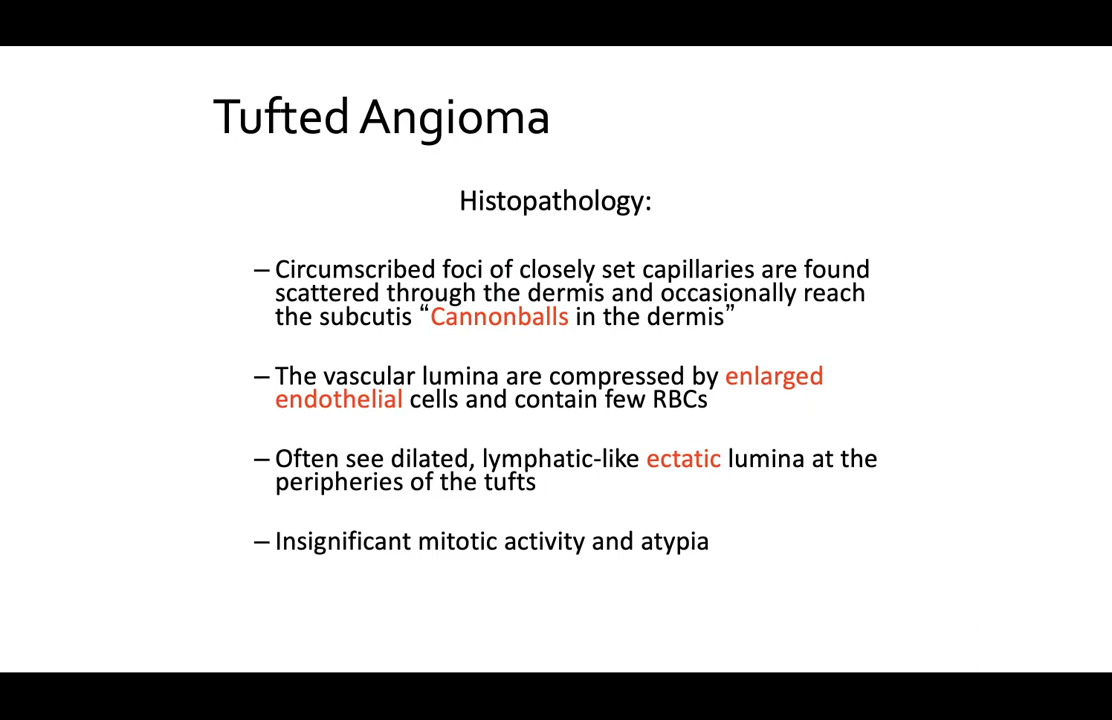 Tufted Angioma
Histopathology:
– Circumscribed foci of closely set capillaries are found
scattered through the dermis and occasionally reach
the subcutis “Cannonballs in the dermis”
– The vascular lumina are compressed by enlarged
endothelial cells and contain few RBCs
– Often see dilated, lymphatic-like ectatic lumina at the
peripheries of the tufts
– Insignificant mitotic activity and atypia